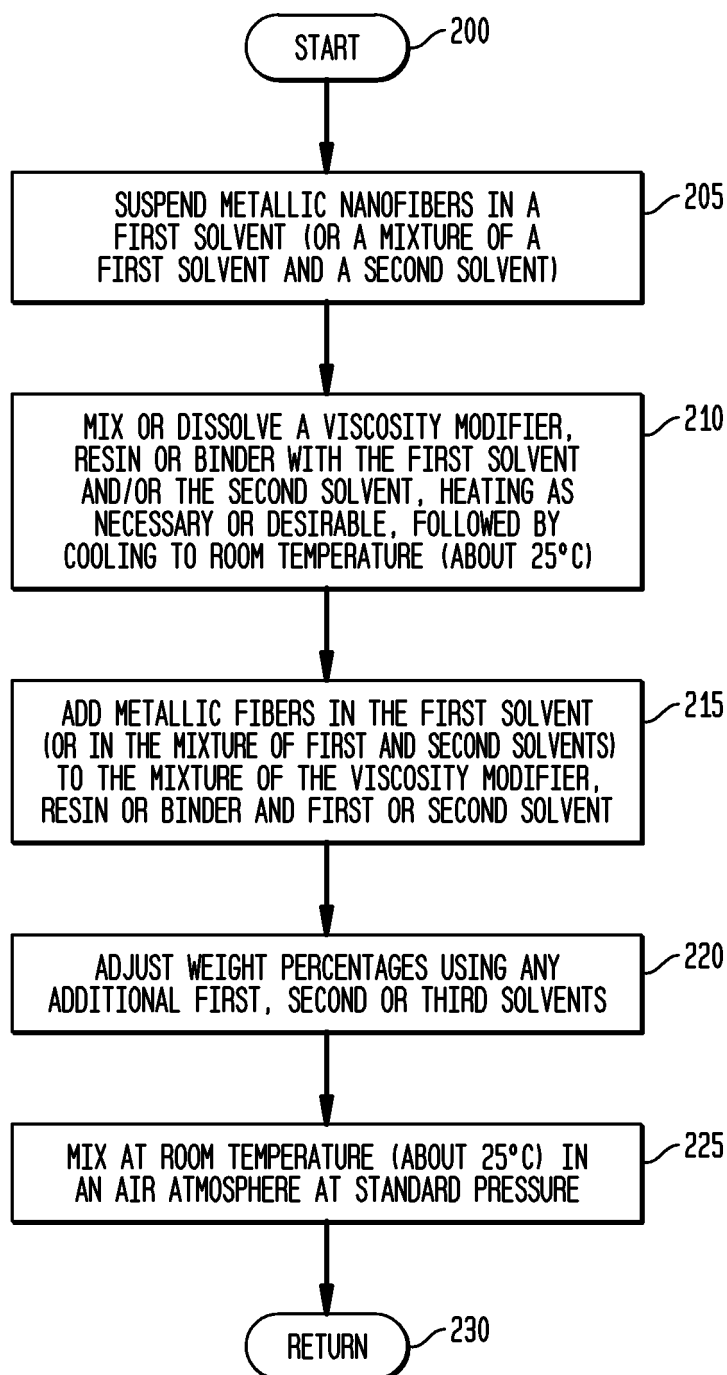 START
200
SUSPEND METALLIC NANOFIBERS IN A
FIRST SOLVENT (OR A MIXTURE OF A
FIRST SOLVENT AND A SECOND SOLVENT)
205
MIX OR DISSOLVE A VISCOSITY MODIFIER,
RESIN OR BINDER WITH THE FIRST SOLVENT
AND/OR THE SECOND SOLVENT, HEATING AS
NECESSARY OR DESIRABLE, FOLLOWED BY
COOLING TO ROOM TEMPERATURE (ABOUT 25°C)
210
ADD METALLIC FIBERS IN THE FIRST SOLVENT
(OR IN THE MIXTURE OF FIRST AND SECOND SOLVENTS)
TO THE MIXTURE OF THE VISCOSITY MODIFIER,
RESIN OR BINDER AND FIRST OR SECOND SOLVENT
215
ADJUST WEIGHT PERCENTAGES USING ANY
ADDITIONAL FIRST, SECOND OR THIRD SOLVENTS
220
MIX AT ROOM TEMPERATURE (ABOUT 25°C) IN
AN AIR ATMOSPHERE AT STANDARD PRESSURE
225
RETURN
230